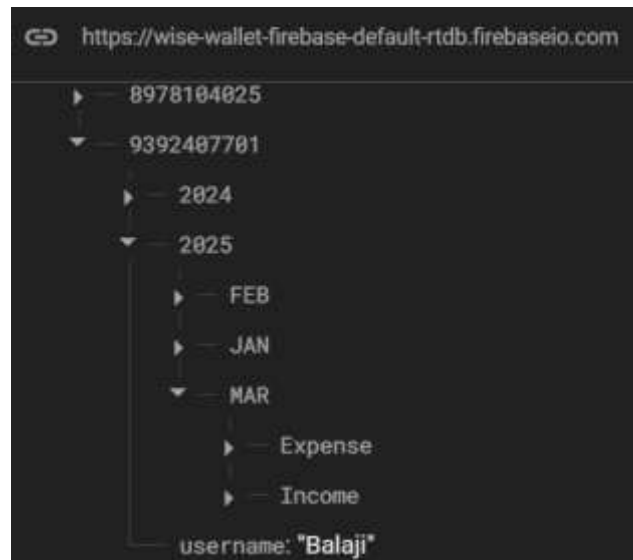 https://wise-wallet-firebase-default-rtdb.firebaseio.com
8978104025
9392407701
2024
2025
FEB
JAN
MAR
Expense
Income
username: "Balaji"